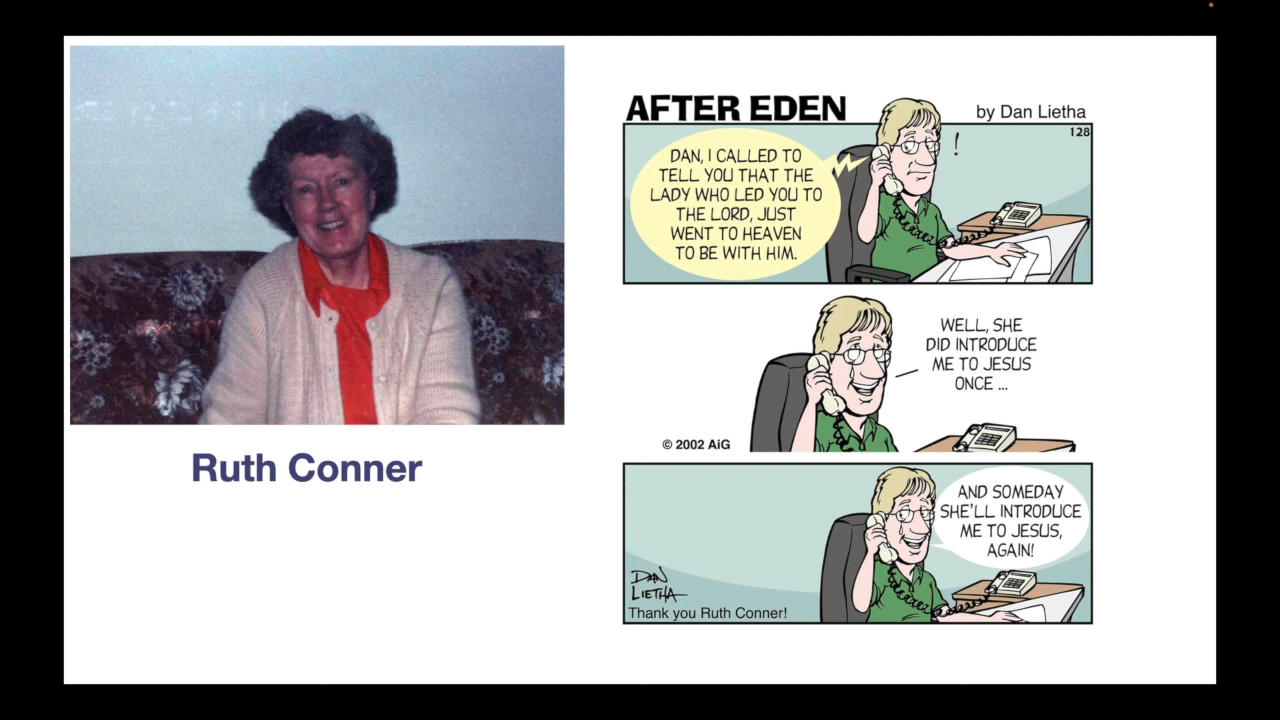 Ruth Conner
AFTER EDEN
by Dan Lietha
128
DAN, I CALLED TO
TELL YOU THAT THE
LADY WHO LED YOU TO
THE LORD, JUST
WENT TO HEAVEN
TO BE WITH HIM.
!
WELL, SHE
DID INTRODUCE
ME TO JESUS
ONCE ...
© 2002 AiG
AND SOMEDAY
SHE'LL INTRODUCE
ME TO JESUS,
AGAIN!
DAN
LIETHA
Thank you Ruth Conner!